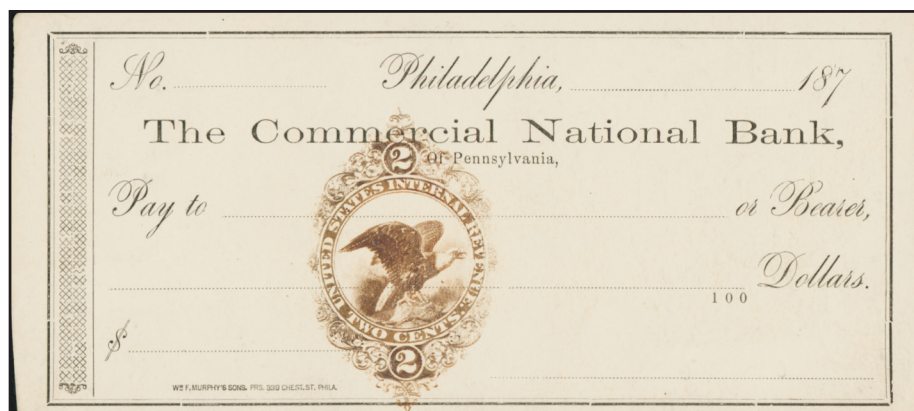 No. Philadelphia, 187
The Commercial National Bank,
Of Pennsylvania,
Pay to or Bearer,
Dollars.
100
$
2
UNITED STATES INTERNAL REVENUE
TWO CENTS.
2
WM F. MURPHY'S SONS, PRS. 339 CHEST. ST. PHILA.